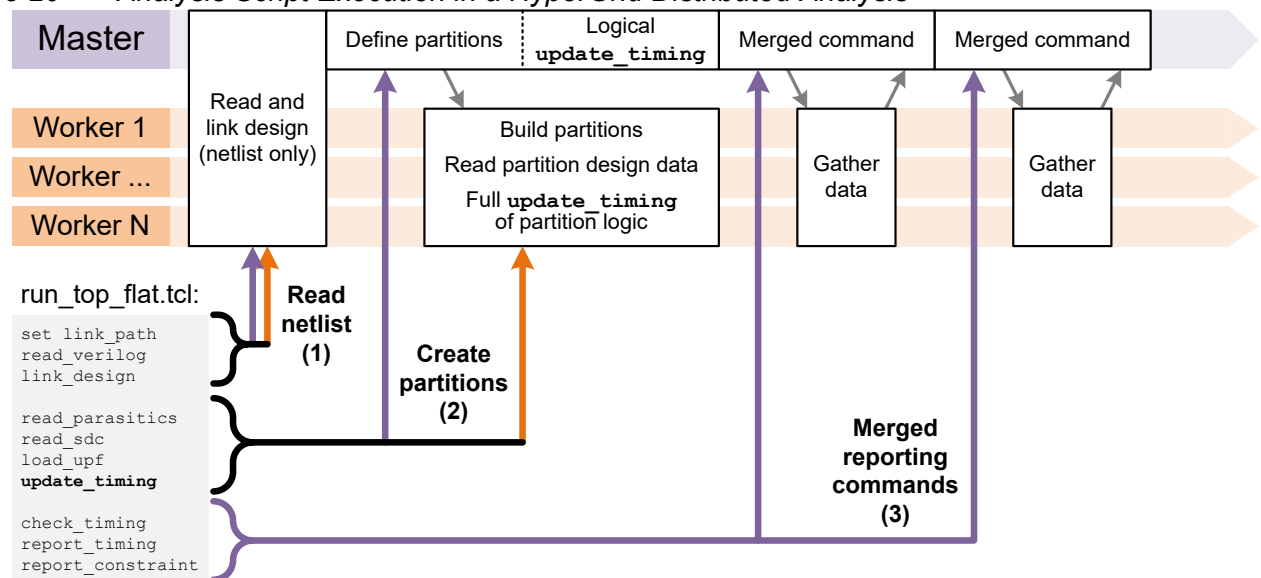 Analysis Script Execution in a HyperGrid Distributed Analysis
Master
Read and
link design
(netlist only)
Define partitions
Logical
update_timing
Merged command
Merged command
Worker 1
Worker ...
Worker N
Build partitions
Read partition design data
Full update_timing
of partition logic
Gather
data
Gather
data
run_top_flat.tcl:
set link_path
read_verilog
link_design
read_parasitics
read_sdc
load_upf
update_timing
check_timing
report_timing
report_constraint
Read
netlist
(1)
Create
partitions
(2)
Merged
reporting
commands
(3)